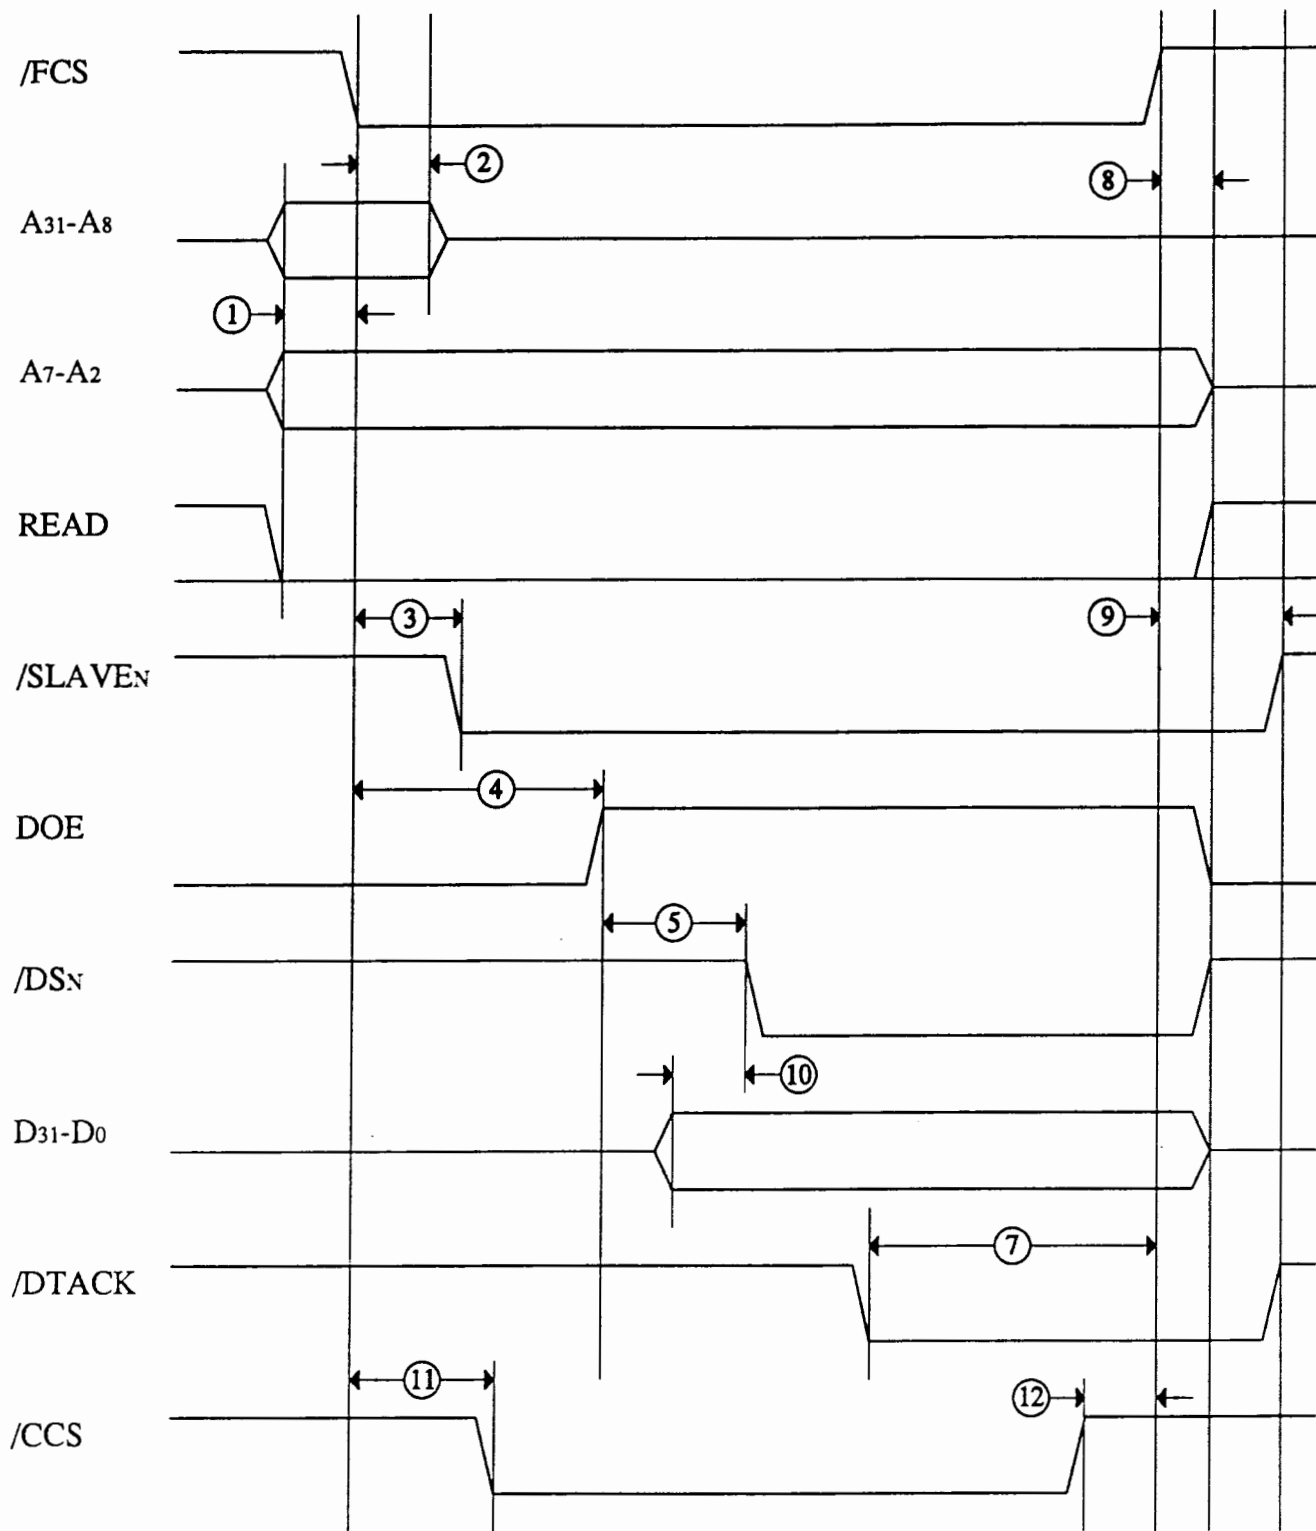 /FCS
2
8
A31-A8
1
A7-A2
READ
3
9
/SLAVEN
4
DOE
5
/DSN
10
D31-D0
7
/DTACK
11
12
/CCS